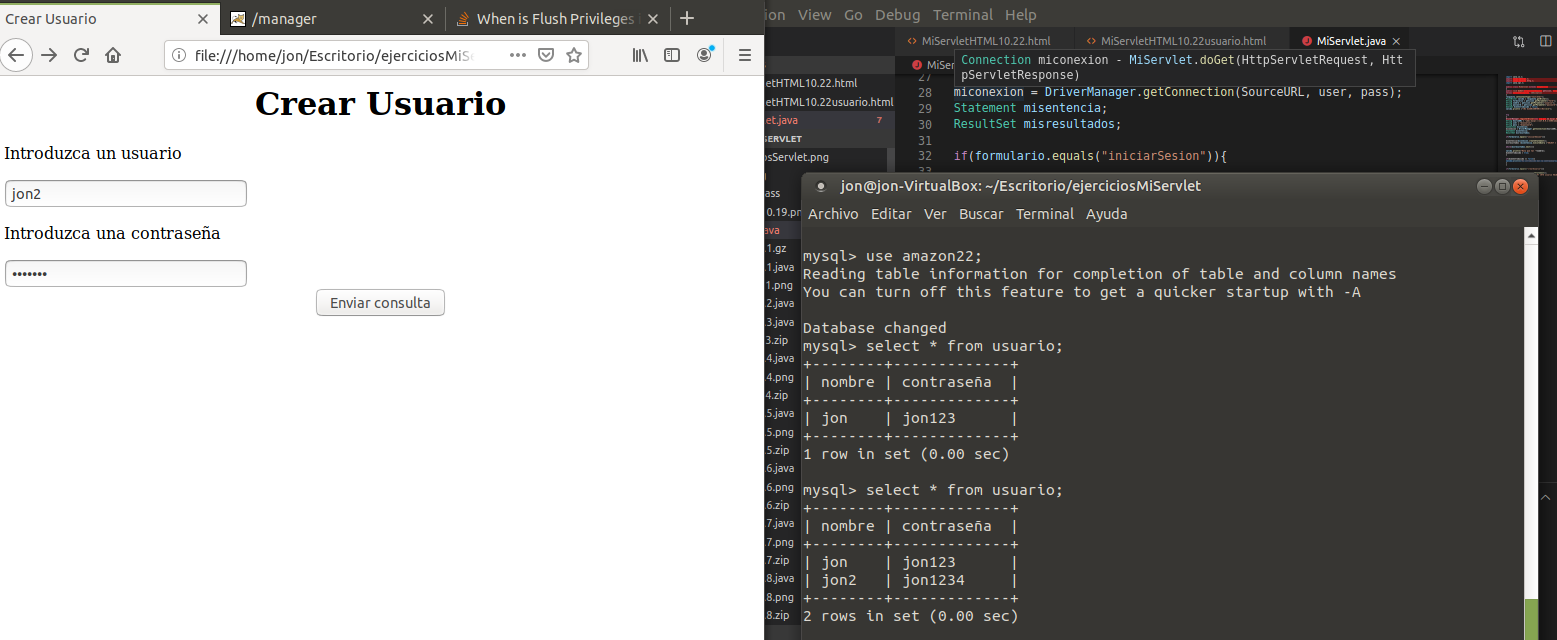 Crear Usuario
/manager
When is Flush Privileges
file:///home/jon/Escritorio/ejerciciosMiSe
Crear Usuario
Introduzca un usuario
jon2
Introduzca una contraseña
•••••••
Enviar consulta
ion View Go Debug Terminal Help
MiServletHTML10.22.html
MiServletHTML10.22usuario.html
MiServlet.java
MiSer
Connection miconexion - MiServlet.doGet(HttpServletRequest, Htt
pServletResponse)
27
28 miconexion = DriverManager.getConnection(SourceURL, user, pass);
29 Statement misentencia;
30 ResultSet misresultados;
31
32 if(formulario.equals("iniciarSesion")){
etHTML10.22.html
etHTML10.22usuario.html
et.java 7
SERVLET
osServlet.png
ass
0.19.pn
ava
.1.gz
.1.java
.1.png
.2.java
.3.java
3.zip
4.java
4.png
4.zip
.5.java
.5.png
.5.zip
.6.java
.6.png
.6.zip
.7.java
.7.png
.7.zip
.8.java
.8.png
.8.zip
jon@jon-VirtualBox: ~/Escritorio/ejerciciosMiServlet
Archivo Editar Ver Buscar Terminal Ayuda
mysql> use amazon22;
Reading table information for completion of table and column names
You can turn off this feature to get a quicker startup with -A
Database changed
mysql> select * from usuario;
+--------+-------------+
| nombre | contraseña  |
+--------+-------------+
| jon    | jon123      |
+--------+-------------+
1 row in set (0.00 sec)
mysql> select * from usuario;
+--------+-------------+
| nombre | contraseña  |
+--------+-------------+
| jon    | jon123      |
| jon2   | jon1234     |
+--------+-------------+
2 rows in set (0.00 sec)